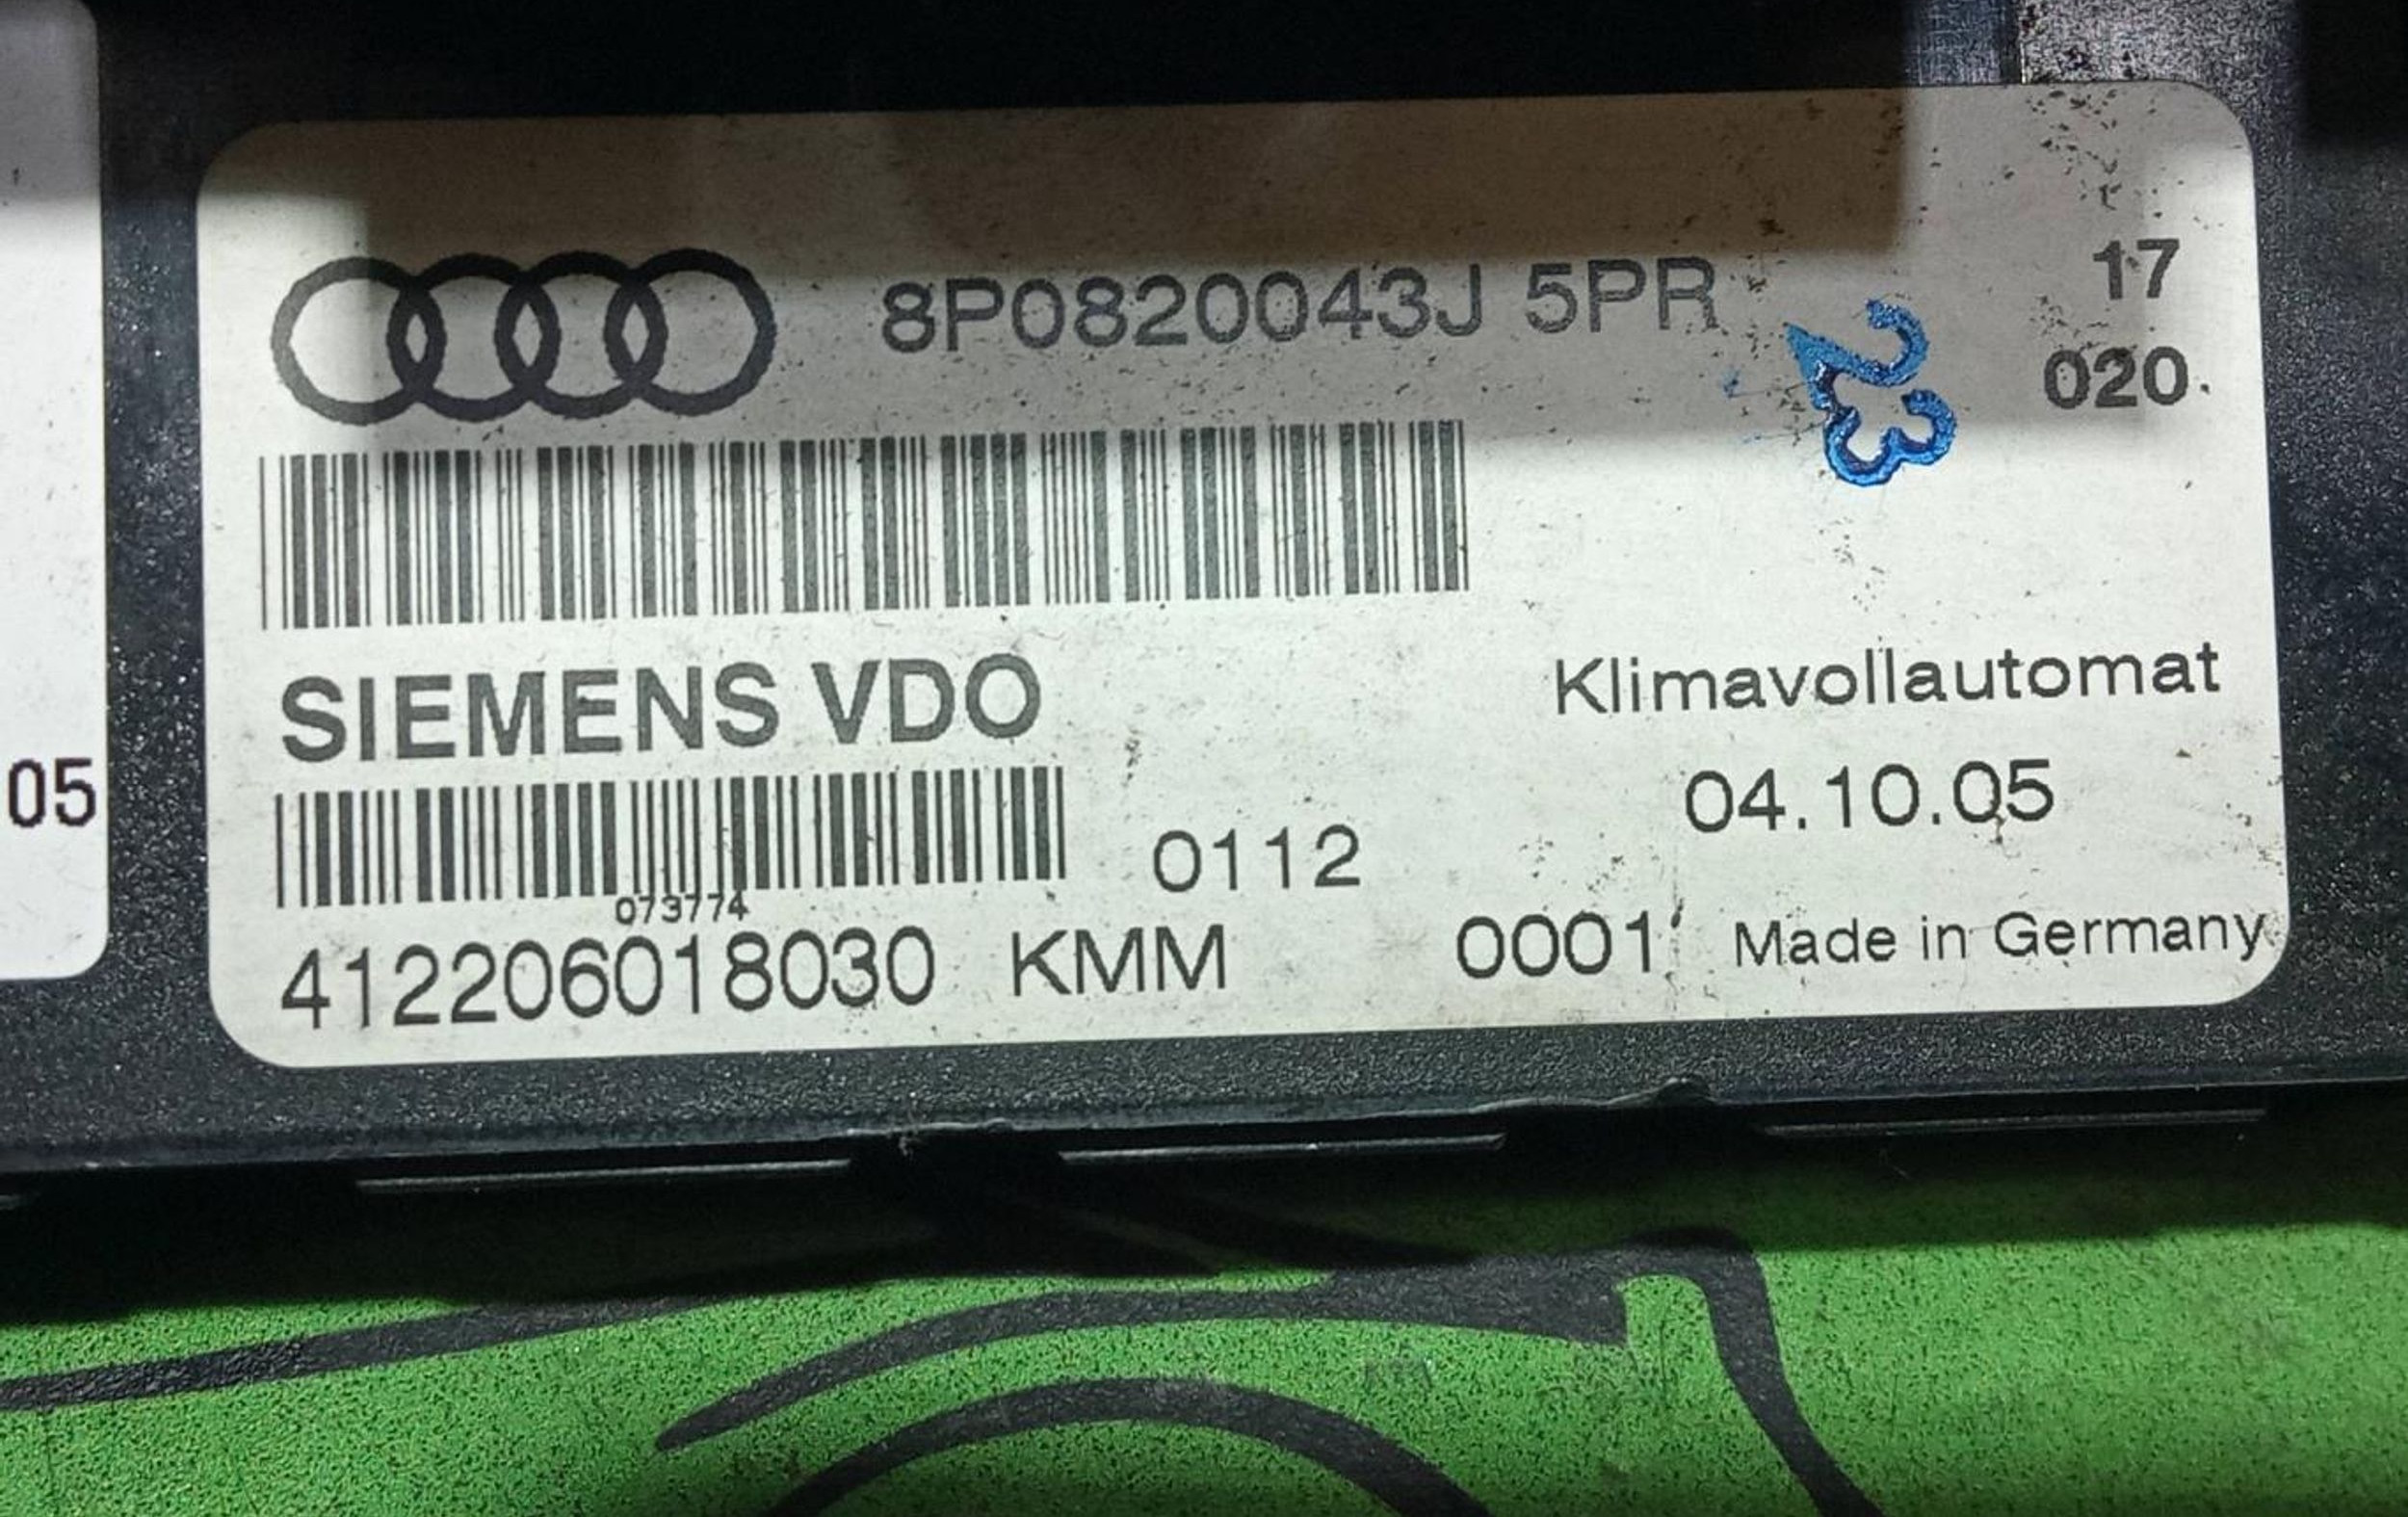 8P0820043J 5PR
17
020
23
SIEMENS VDO
Klimavollautomat
04.10.05
05
0112
073774
412206018030 KMM
0001 Made in Germany